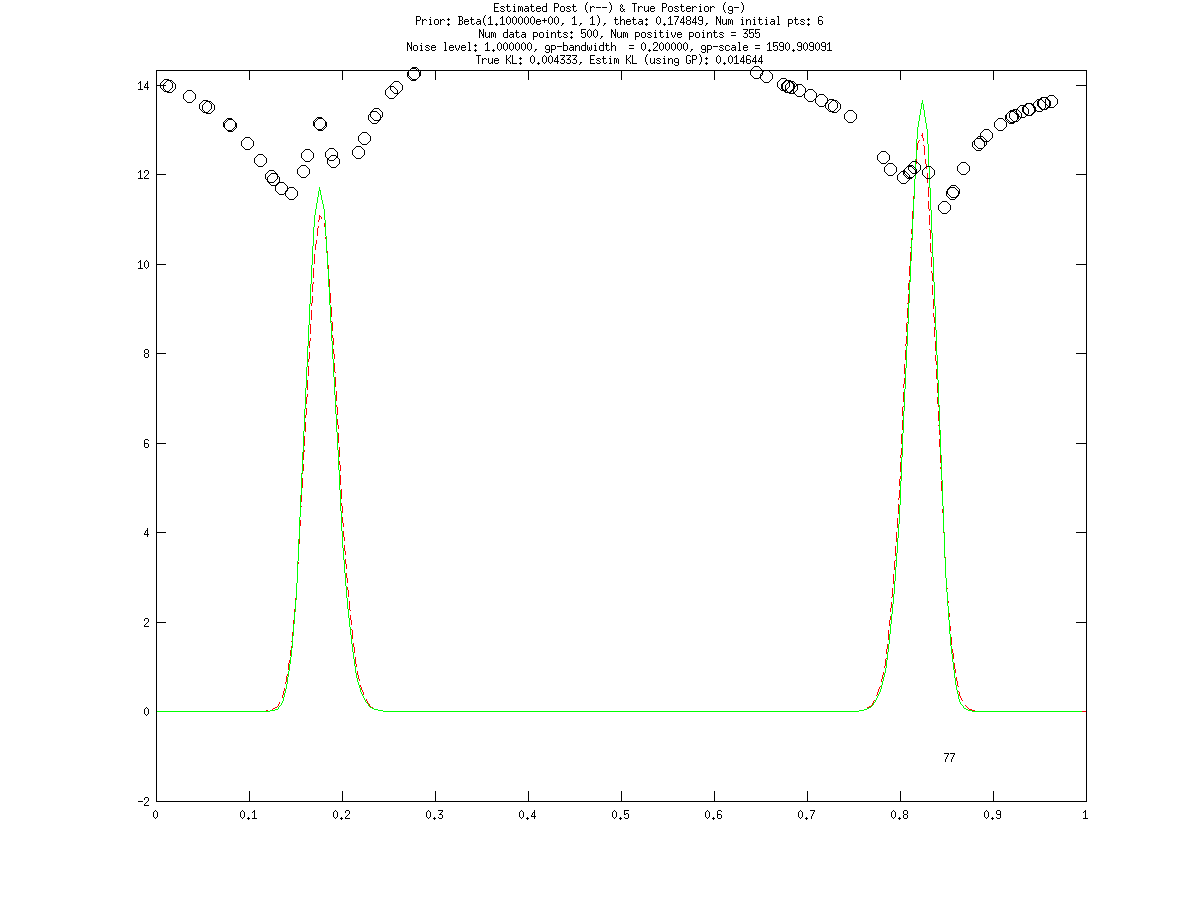 Estimated Post (r--) & True Posterior (g-)
Prior: Beta(1.100000e+00, 1, 1), theta: 0.174849, Num initial pts: 6
Num data points: 500, Num positive points = 355
Noise level: 1.000000, gp-bandwidth  = 0.200000, gp-scale = 1590.909091
True KL: 0.004333, Estim KL (using GP): 0.014644
14
12
10
8
6
4
2
0
77
-2
0 0.1 0.2 0.3 0.4 0.5 0.6 0.7 0.8 0.9 1